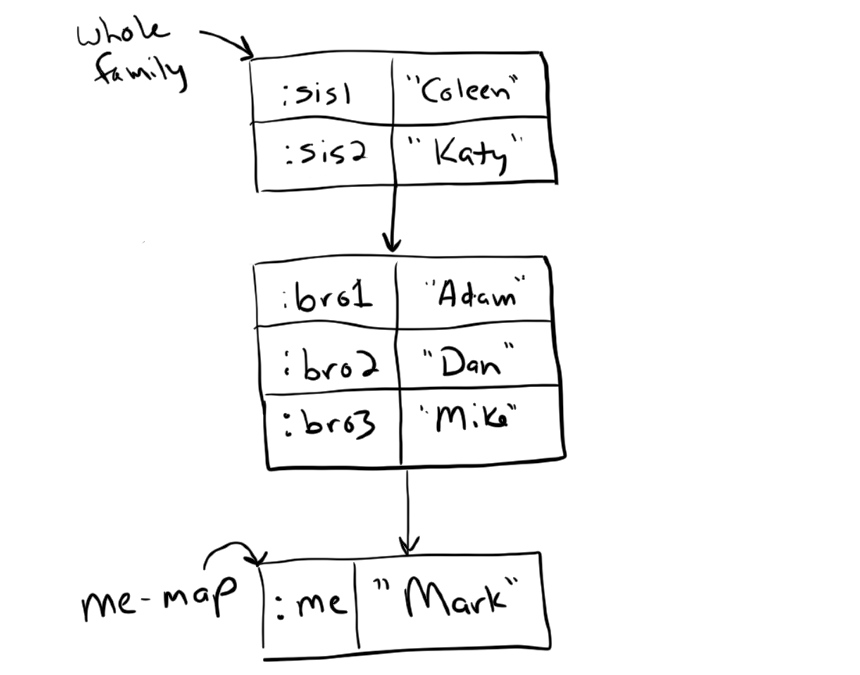 whole
family
:sis1 "Coleen"
:sis2 "Katy"
:bro1 "Adam"
:bro2 "Dan"
:bro3 "Mike"
me-map :me "Mark"